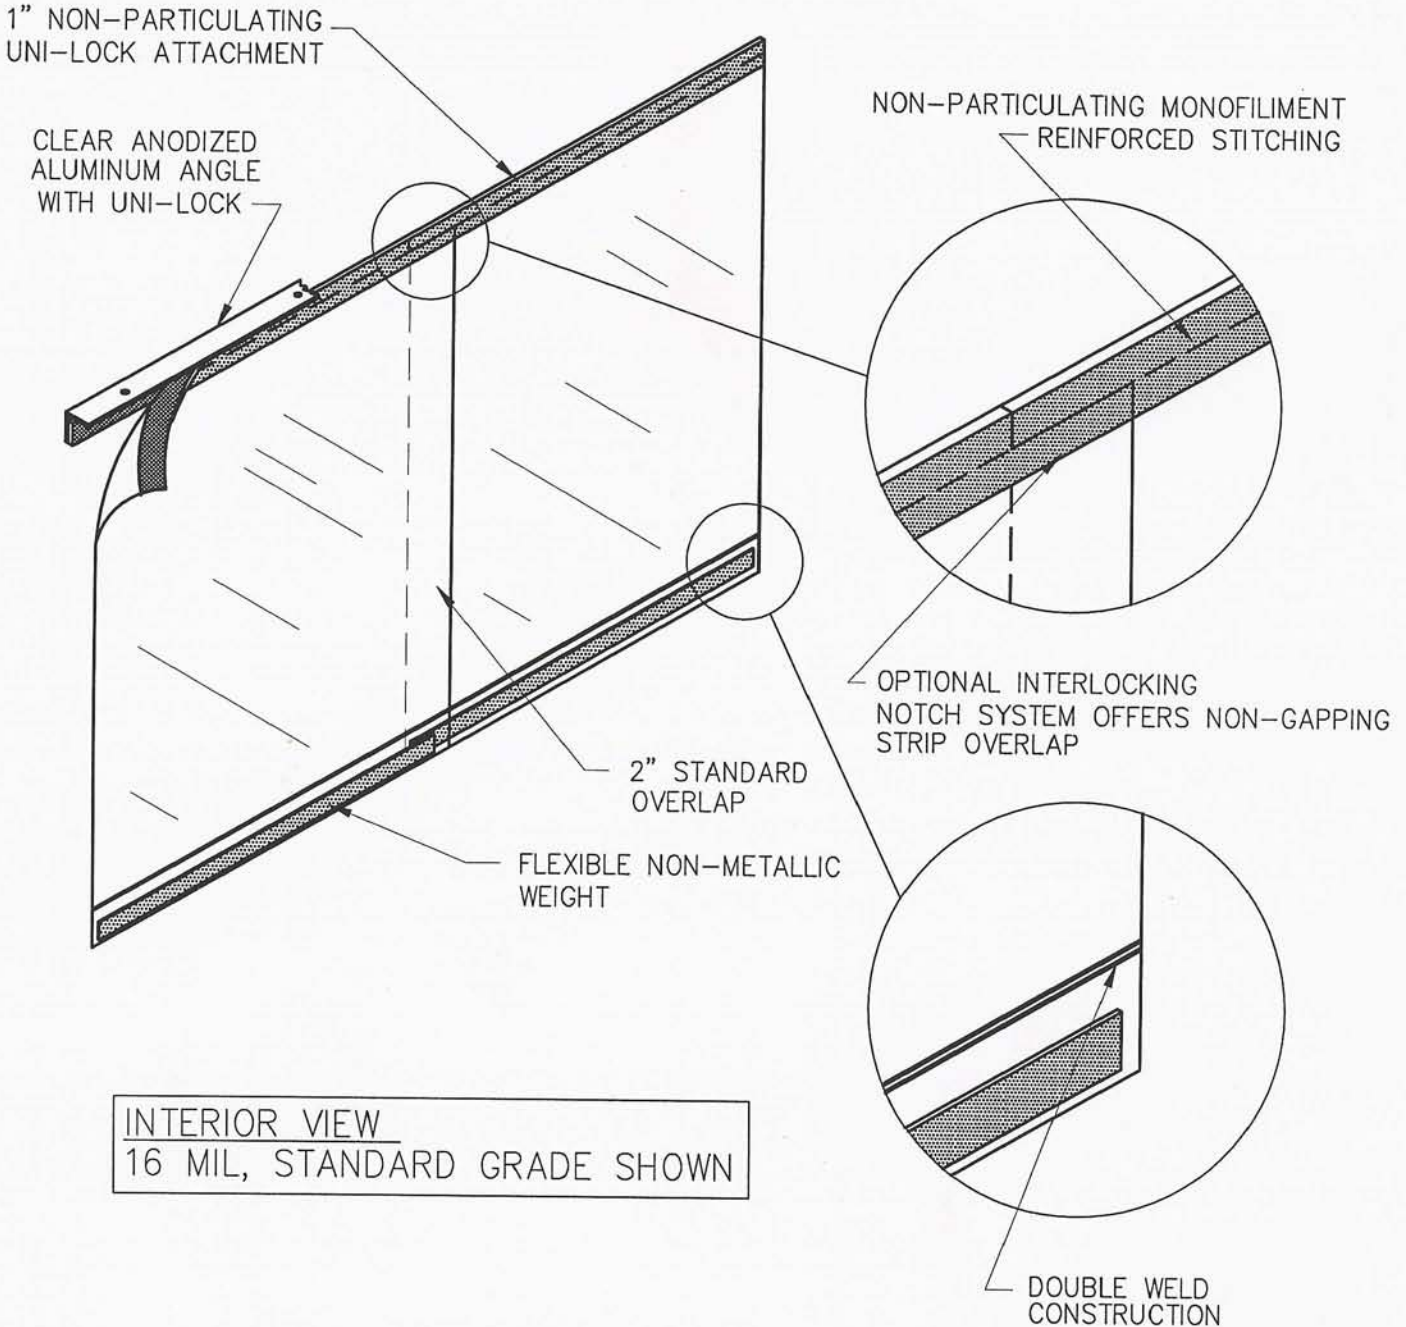 1” NON-PARTICULATING
UNI-LOCK ATTACHMENT
CLEAR ANODIZED
ALUMINUM ANGLE
WITH UNI-LOCK
NON-PARTICULATING MONOFILIMENT
REINFORCED STITCHING
OPTIONAL INTERLOCKING
NOTCH SYSTEM OFFERS NON-GAPPING
STRIP OVERLAP
2” STANDARD
OVERLAP
FLEXIBLE NON-METALLIC
WEIGHT
INTERIOR VIEW
16 MIL, STANDARD GRADE SHOWN
DOUBLE WELD
CONSTRUCTION